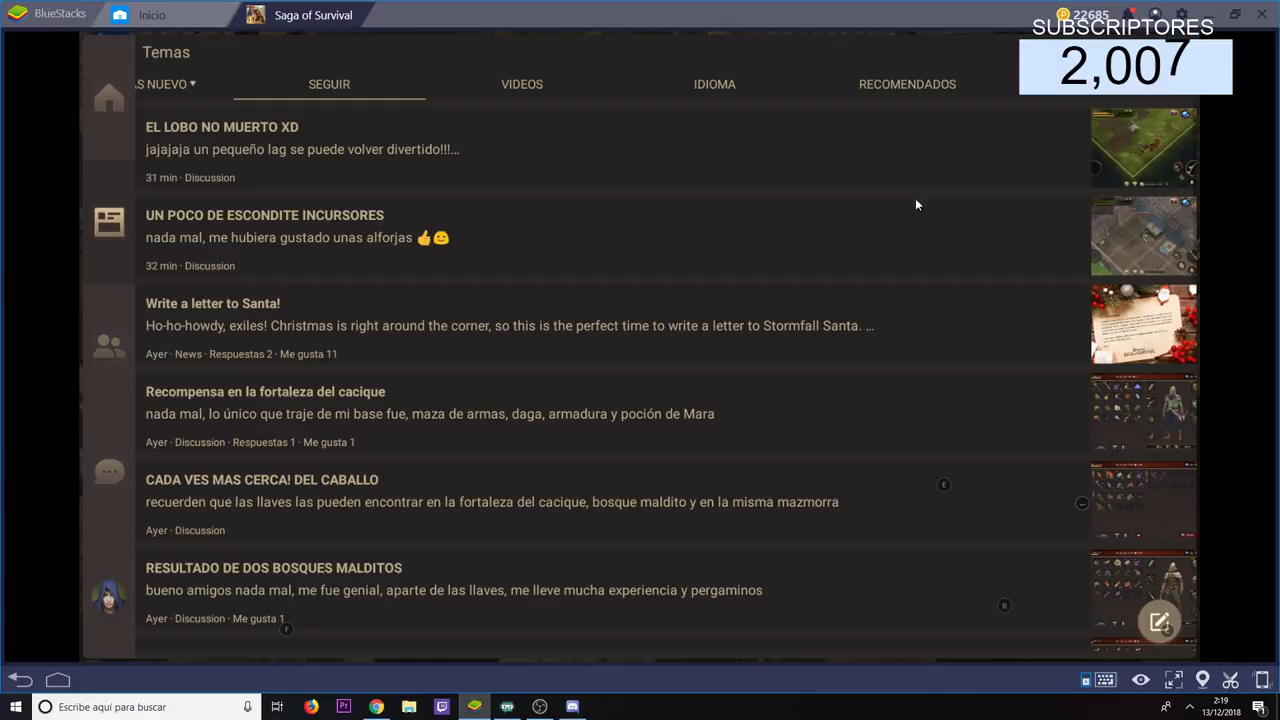 BlueStacks
Inicio
Saga of Survival
22685
SUBSCRIPTORES
2,007
Temas
ÁS NUEVO
SEGUIR
VIDEOS
IDIOMA
RECOMENDADOS
EL LOBO NO MUERTO XD
jajajaja un pequeño lag se puede volver divertido!!!...
31 min · Discussion
UN POCO DE ESCONDITE INCURSORES
nada mal, me hubiera gustado unas alforjas 👍😉
32 min · Discussion
Write a letter to Santa!
Ho-ho-howdy, exiles! Christmas is right around the corner, so this is the perfect time to write a letter to Stormfall Santa. ...
Ayer · News · Respuestas 2 · Me gusta 11
Recompensa en la fortaleza del cacique
nada mal, lo único que traje de mi base fue, maza de armas, daga, armadura y poción de Mara
Ayer · Discussion · Respuestas 1 · Me gusta 1
CADA VES MAS CERCA! DEL CABALLO
recuerden que las llaves las pueden encontrar en la fortaleza del cacique, bosque maldito y en la misma mazmorra
Ayer · Discussion
E
RESULTADO DE DOS BOSQUES MALDITOS
bueno amigos nada mal, me fue genial, aparte de las llaves, me lleve mucha experiencia y pergaminos
Ayer · Discussion · Me gusta 1
R
F
Escribe aquí para buscar
2:19
13/12/2018